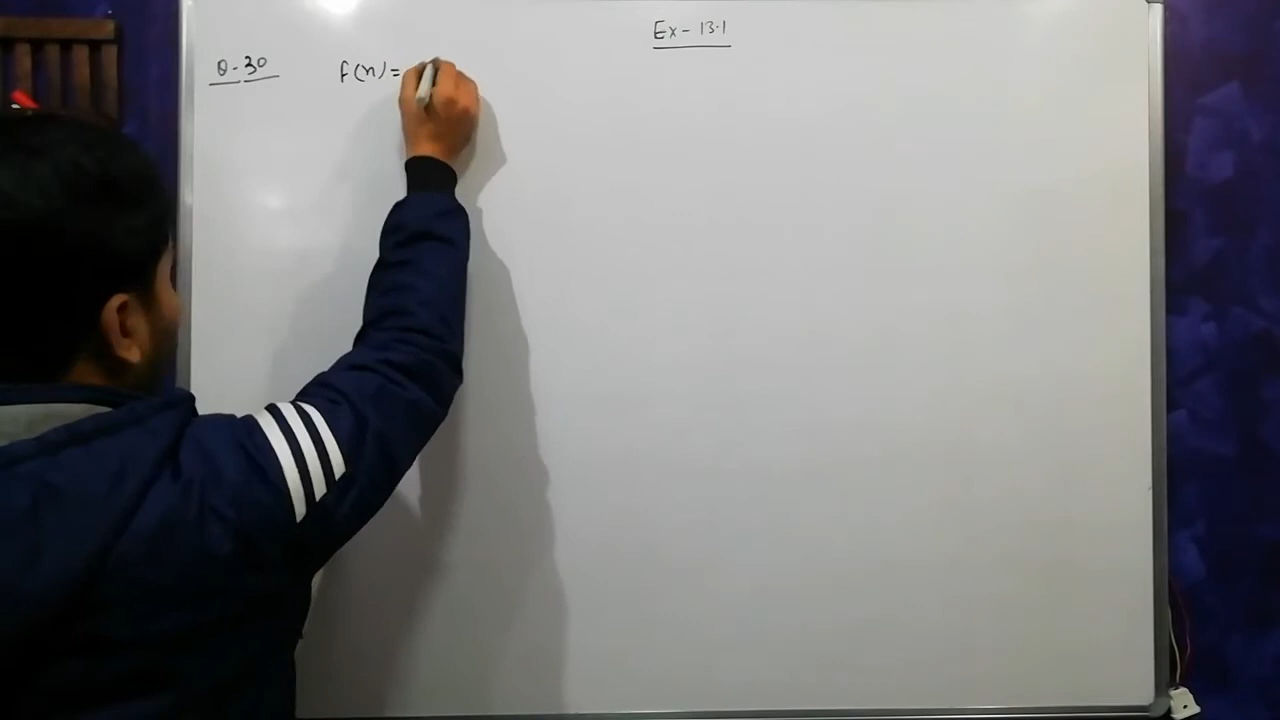 Ex - 13.1
Q - 30 f(x) =